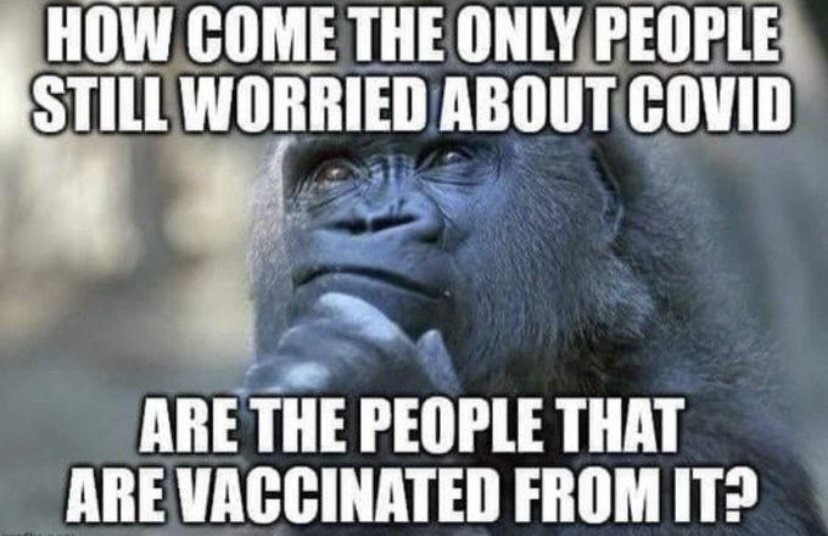 HOW COME THE ONLY PEOPLE
STILL WORRIED ABOUT COVID
ARE THE PEOPLE THAT
ARE VACCINATED FROM IT?